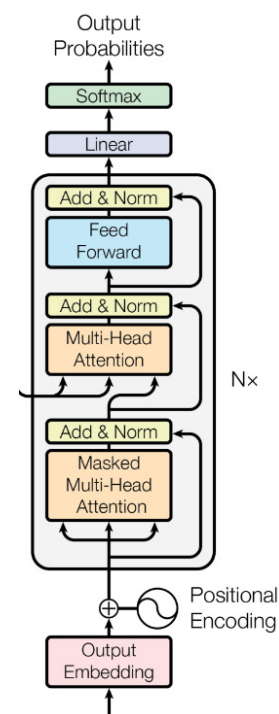 Output
Probabilities
Softmax
Linear
Add & Norm
Feed
Forward
Add & Norm
Multi-Head
Attention
N×
Add & Norm
Masked
Multi-Head
Attention
Positional
Encoding
Output
Embedding